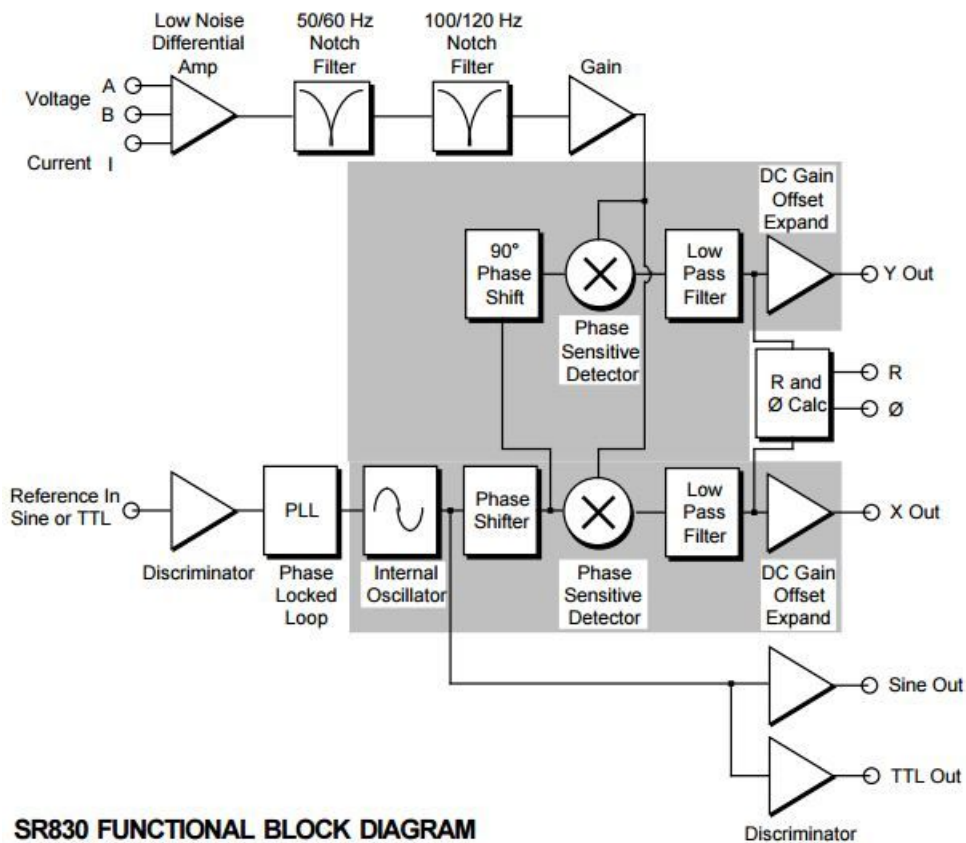 Low Noise
Differential
Amp
50/60 Hz
Notch
Filter
100/120 Hz
Notch
Filter
Gain
Voltage
A
B
Current I
DC Gain
Offset
Expand
90°
Phase
Shift
Low
Pass
Filter
Y Out
Phase
Sensitive
Detector
R and
Ø Calc
R
Ø
Reference In
Sine or TTL
PLL
Phase
Shifter
Low
Pass
Filter
X Out
Discriminator
Phase
Locked
Loop
Internal
Oscillator
Phase
Sensitive
Detector
DC Gain
Offset
Expand
Sine Out
TTL Out
Discriminator
SR830 FUNCTIONAL BLOCK DIAGRAM